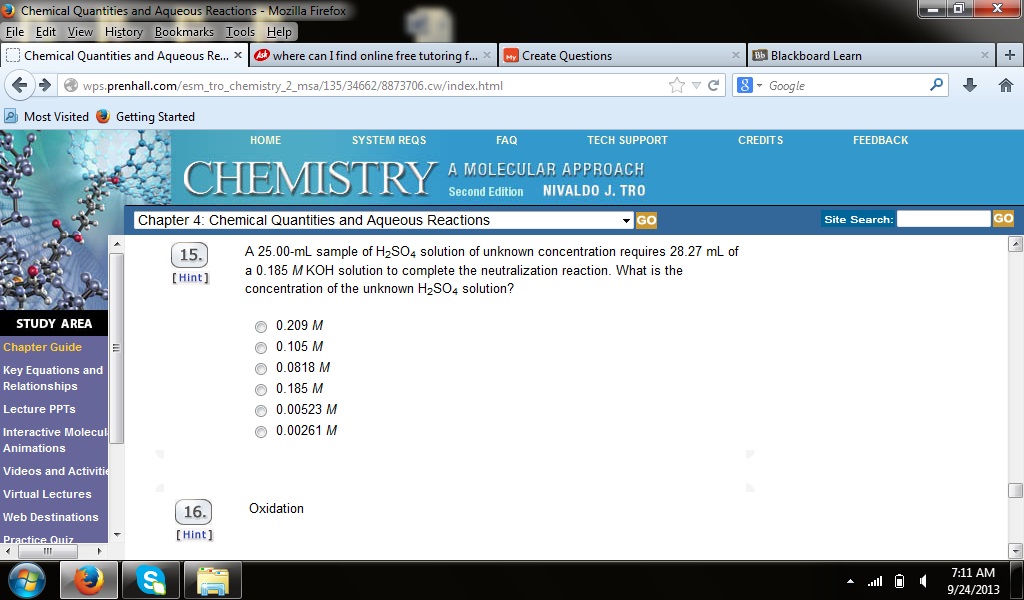 Chemical Quantities and Aqueous Reactions - Mozilla Firefox
File Edit View History Bookmarks Tools Help
Chemical Quantities and Aqueous Re... × where can I find online free tutoring f... × Create Questions × Blackboard Learn × +
wps.prenhall.com/esm_tro_chemistry_2_msa/135/34662/8873706.cw/index.html Google
Most Visited Getting Started
HOME SYSTEM REQS FAQ TECH SUPPORT CREDITS FEEDBACK
CHEMISTRY A MOLECULAR APPROACH
Second Edition NIVALDO J. TRO
Chapter 4: Chemical Quantities and Aqueous Reactions GO Site Search: GO
15. A 25.00-mL sample of H₂SO₄ solution of unknown concentration requires 28.27 mL of
[Hint] a 0.185 M KOH solution to complete the neutralization reaction. What is the
concentration of the unknown H₂SO₄ solution?
0.209 M
0.105 M
0.0818 M
0.185 M
0.00523 M
0.00261 M
16. Oxidation
[Hint]
STUDY AREA
Chapter Guide
Key Equations and
Relationships
Lecture PPTs
Interactive Molecul
Animations
Videos and Activitie
Virtual Lectures
Web Destinations
Practice Quiz
7:11 AM
9/24/2013